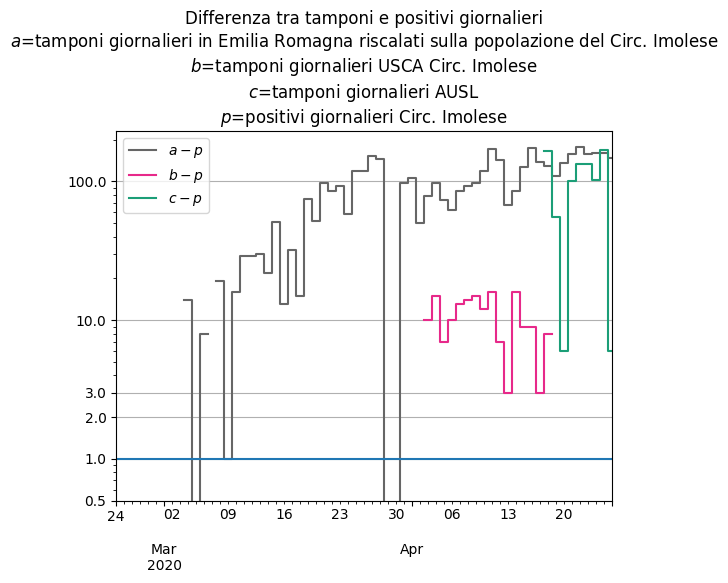 Differenza tra tamponi e positivi giornalieri
a=tamponi giornalieri in Emilia Romagna riscalati sulla popolazione del Circ. Imolese
b=tamponi giornalieri USCA Circ. Imolese
c=tamponi giornalieri AUSL
p=positivi giornalieri Circ. Imolese
a − p
b − p
c − p
100.0
10.0
3.0
2.0
1.0
0.5
24 02 09 16 23 30 06 13 20
Mar Apr
2020